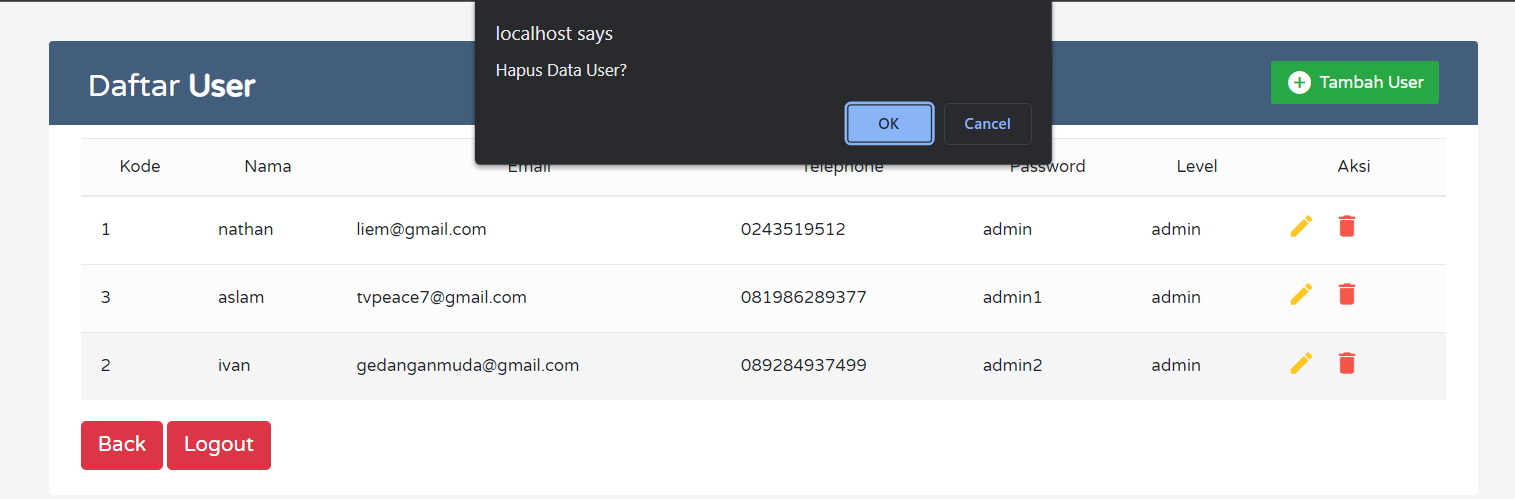 localhost says
Hapus Data User?
OK Cancel
Daftar User
Tambah User
Kode Nama Email Telephone Password Level Aksi
1 nathan liem@gmail.com 0243519512 admin admin
3 aslam tvpeace7@gmail.com 081986289377 admin1 admin
2 ivan gedanganmuda@gmail.com 089284937499 admin2 admin
Back Logout